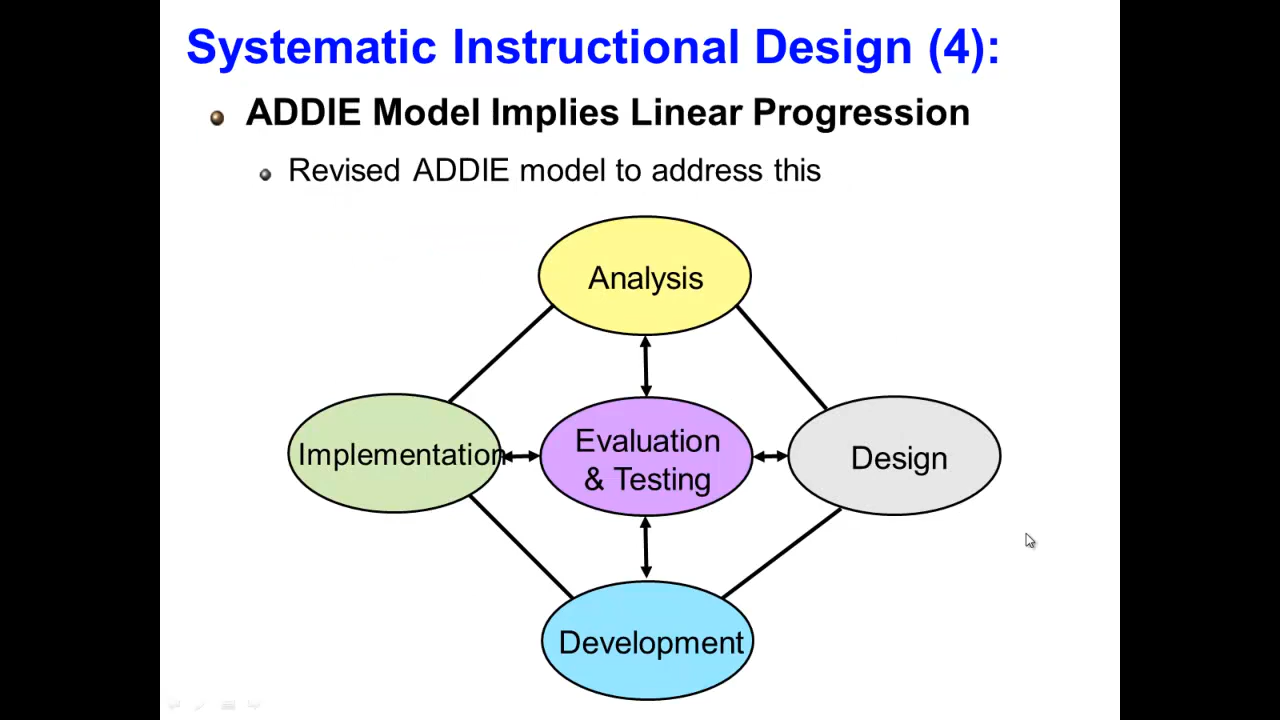 Systematic Instructional Design (4):
ADDIE Model Implies Linear Progression
Revised ADDIE model to address this
Analysis
Implementation
Evaluation
& Testing
Design
Development